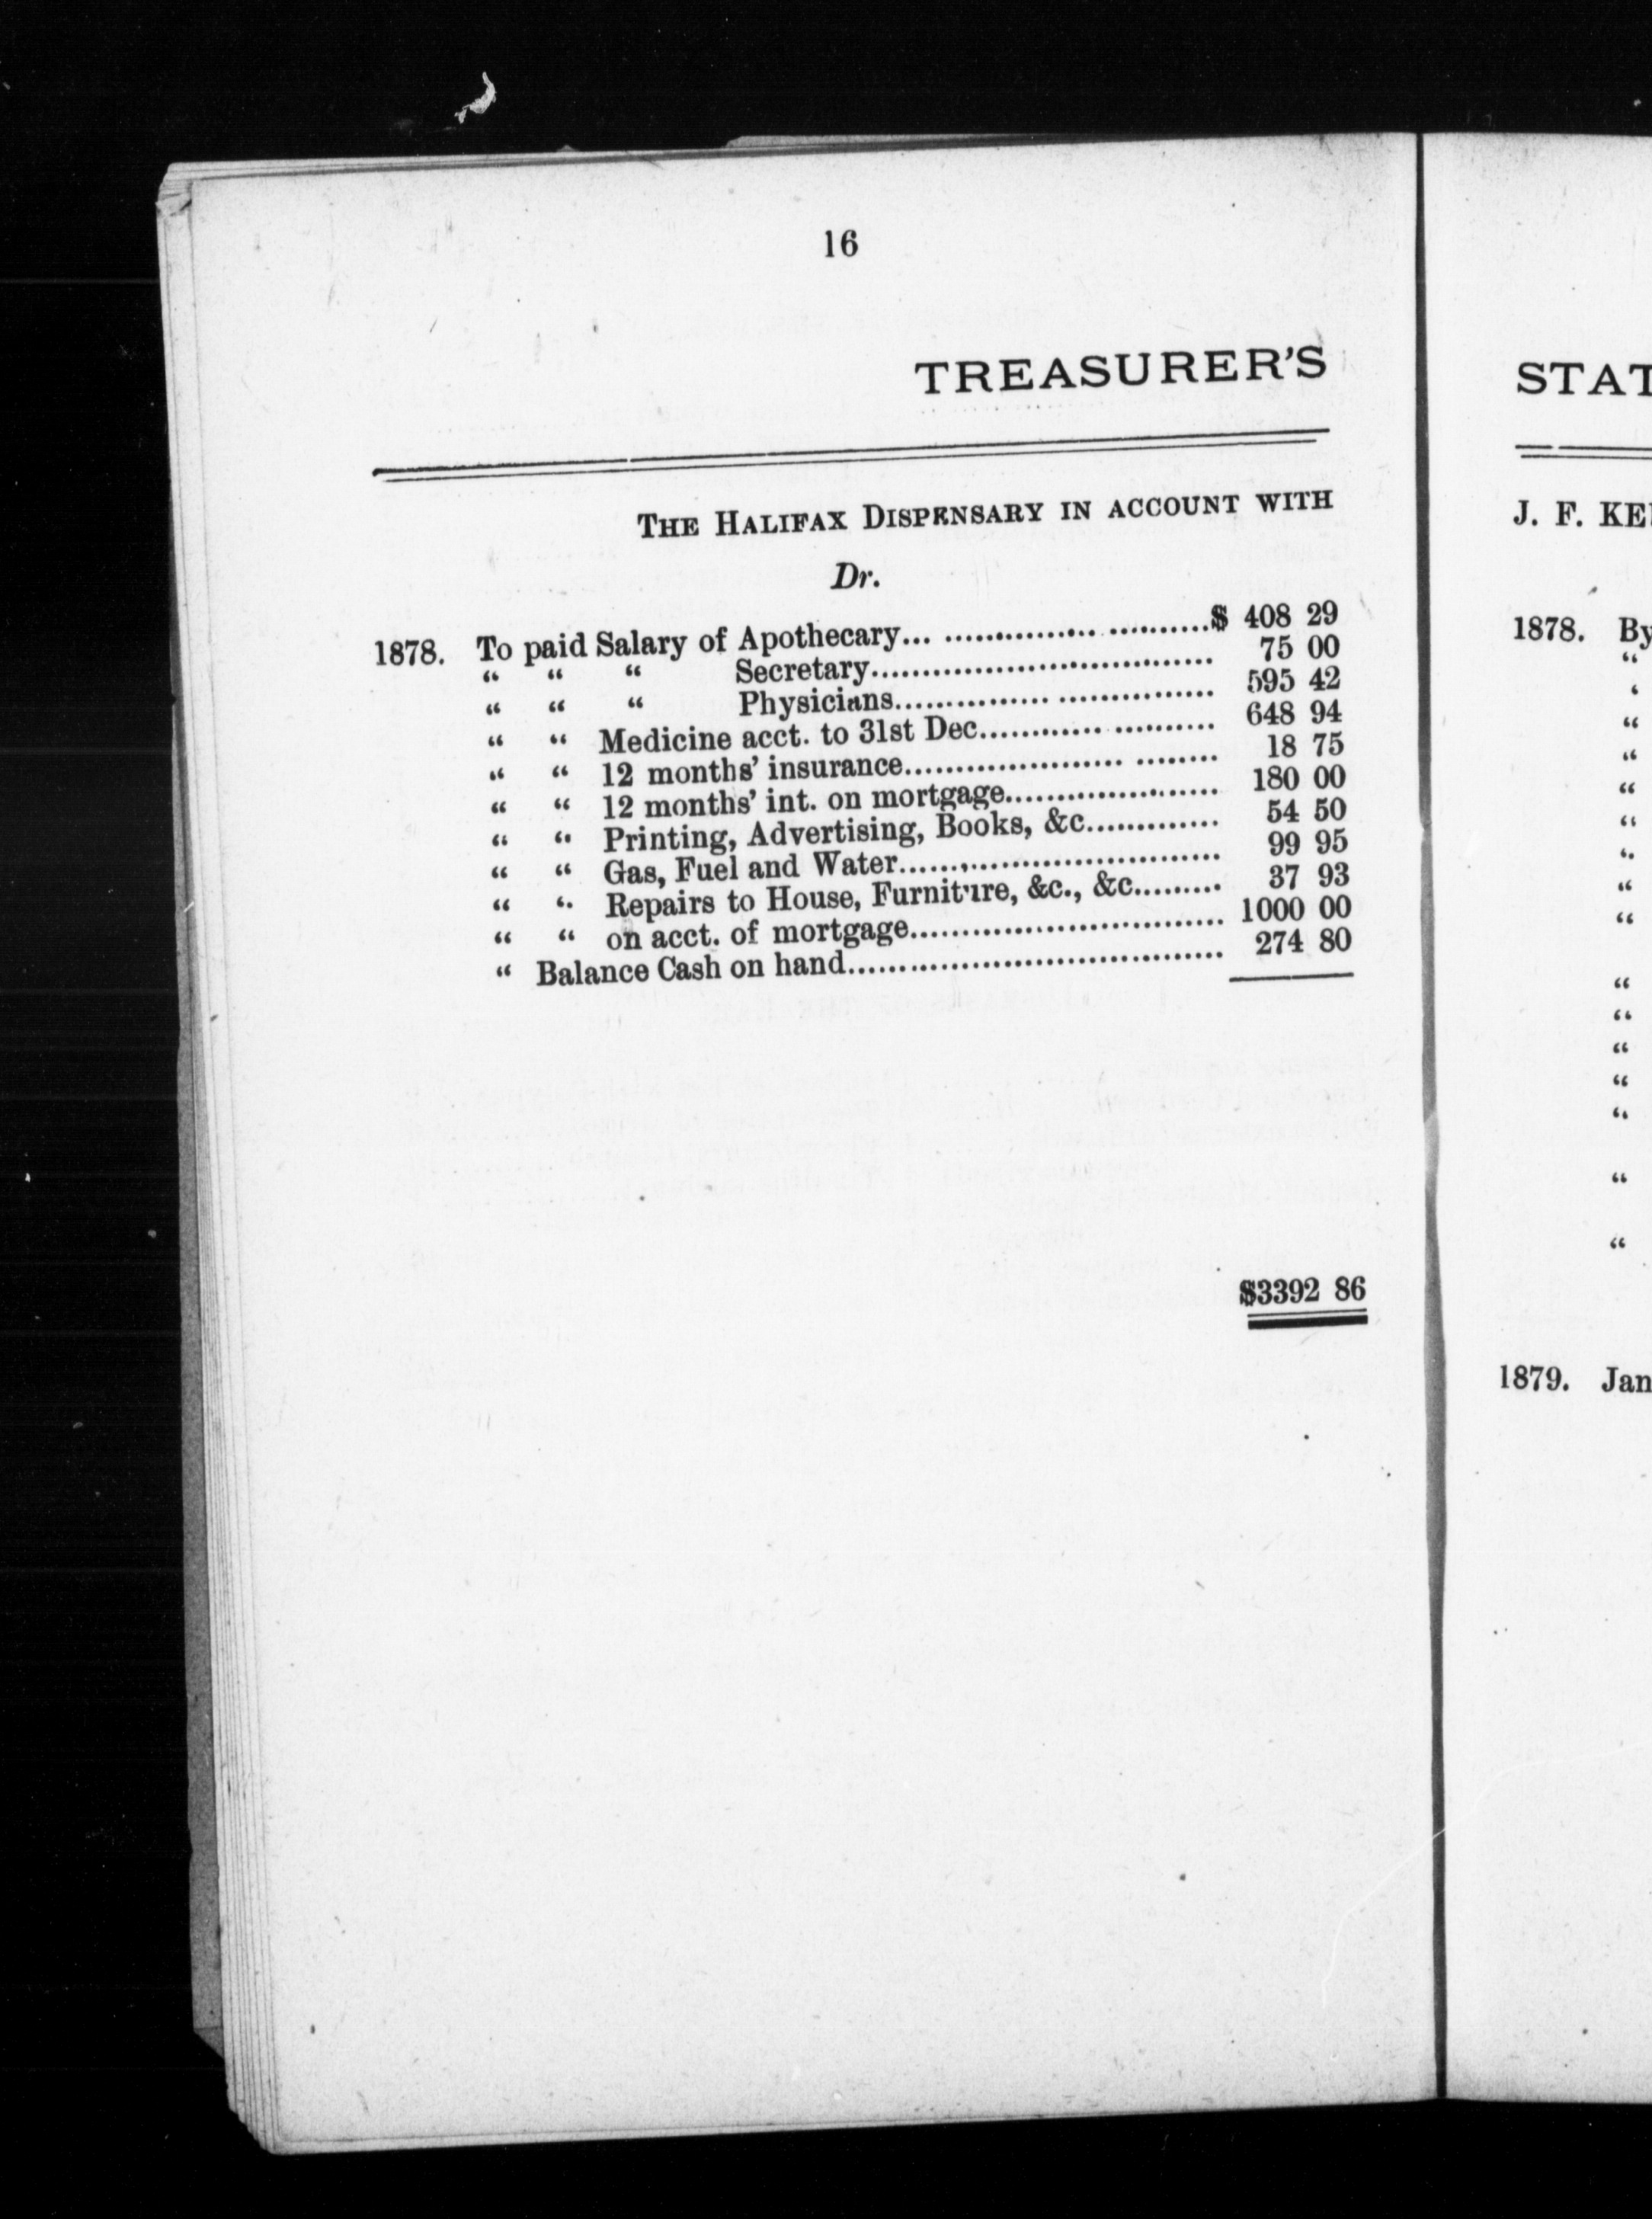 16
TREASURER'S
THE HALIFAX DISPENSARY IN ACCOUNT WITH
Dr.
1878. To paid Salary of Apothecary... .......................... $ 408 29
“ “ “ Secretary................................. 75 00
“ “ “ Physicians............... ............... 595 42
“ “ Medicine acct. to 31st Dec............ .......... 648 94
“ “ 12 months' insurance..................... ........ 18 75
“ “ 12 months' int. on mortgage..................... 180 00
“ “ Printing, Advertising, Books, &c............. 54 50
“ “ Gas, Fuel and Water............................... 99 95
“ “ Repairs to House, Furniture, &c., &c......... 37 93
“ “ on acct. of mortgage.............................. 1000 00
“ Balance Cash on hand.................................... 274 80
$3392 86
STAT
J. F. KE
1878. By
“
‘
“
“
“
“
“
“
“
“
“
“
“
“
“
“
1879. Jan